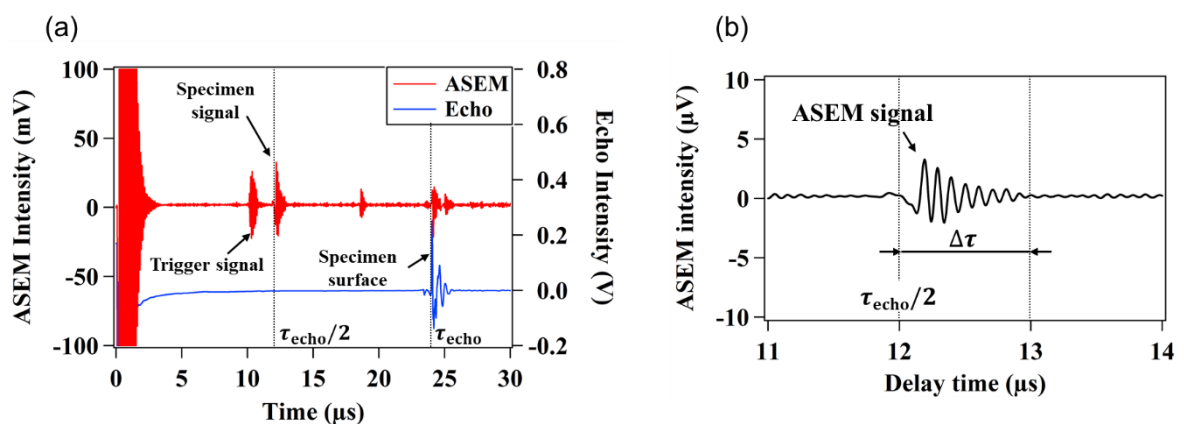 (a)
(b)
ASEM Intensity (mV)
100
50
0
-50
-100
Specimen
signal
ASEM
Echo
Trigger signal
Specimen
surface
τecho/2
τecho
0.8
0.6
0.4
0.2
0.0
-0.2
Echo Intensity (V)
0 5 10 15 20 25 30
Time (μs)
ASEM intensity (μV)
10
5
0
-5
-10
ASEM signal
Δτ
τecho/2
11 12 13 14
Delay time (μs)